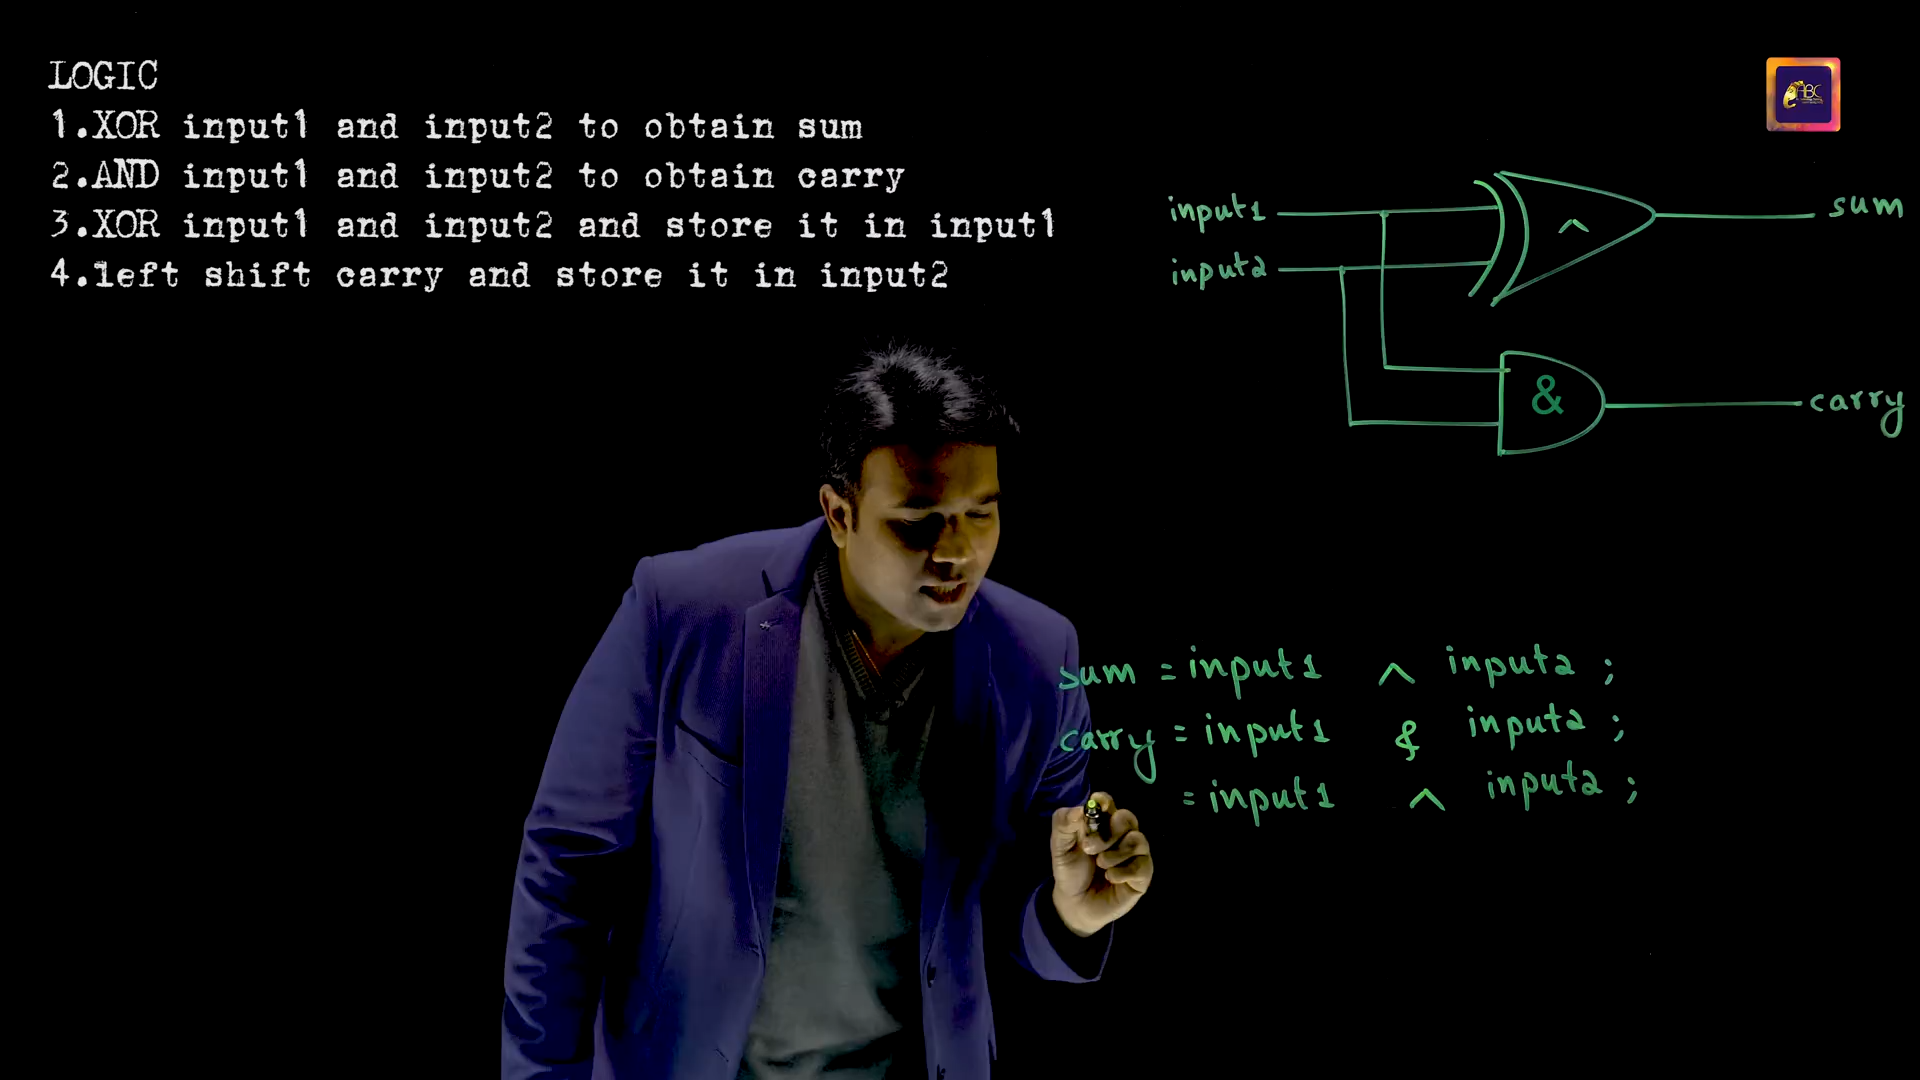 LOGIC
1.XOR input1 and input2 to obtain sum
2.AND input1 and input2 to obtain carry
3.XOR input1 and input2 and store it in input1
4.left shift carry and store it in input2
ABC
input1
input2
^
sum
&
carry
sum = input1 ^ input2 ;
carry = input1 & input2 ;
= input1 ^ input2 ;